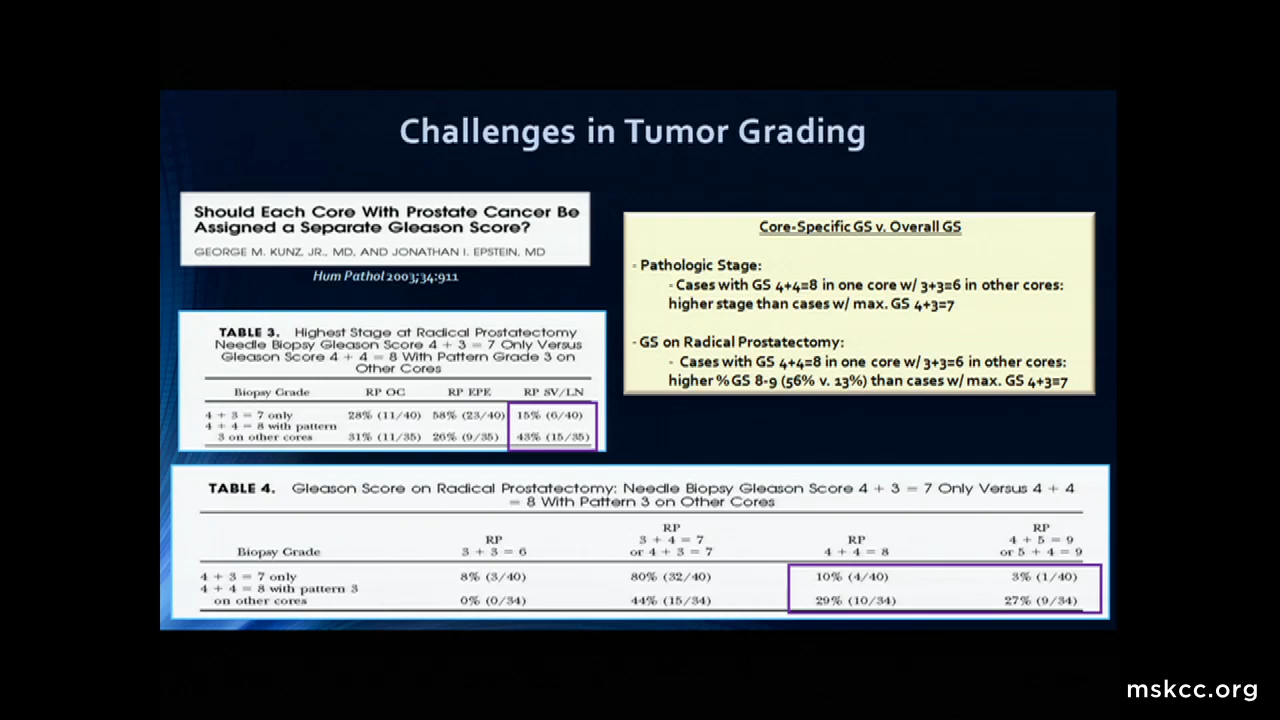 Challenges in Tumor Grading
Should Each Core With Prostate Cancer Be
Assigned a Separate Gleason Score?
GEORGE M. KUNZ, JR., MD, AND JONATHAN I. EPSTEIN, MD
Hum Pathol 2003;34:911
TABLE 3. Highest Stage at Radical Prostatectomy
Needle Biopsy Gleason Score 4 + 3 = 7 Only Versus
Gleason Score 4 + 4 = 8 With Pattern Grade 3 on
Other Cores
Biopsy Grade RP OC RP EPE RP SV/LN
4 + 3 = 7 only 28% (11/40) 58% (23/40) 15% (6/40)
4 + 4 = 8 with pattern
3 on other cores 31% (11/35) 26% (9/35) 43% (15/35)
Core-Specific GS v. Overall GS
- Pathologic Stage:
- Cases with GS 4+4=8 in one core w/ 3+3=6 in other cores:
higher stage than cases w/ max. GS 4+3=7
- GS on Radical Prostatectomy:
- Cases with GS 4+4=8 in one core w/ 3+3=6 in other cores:
higher % GS 8-9 (56% v. 13%) than cases w/ max. GS 4+3=7
TABLE 4. Gleason Score on Radical Prostatectomy: Needle Biopsy Gleason Score 4 + 3 = 7 Only Versus 4 + 4
= 8 With Pattern 3 on Other Cores
RP RP
RP 3 + 4 = 7 RP 4 + 5 = 9
Biopsy Grade 3 + 3 = 6 or 4 + 3 = 7 4 + 4 = 8 or 5 + 4 = 9
4 + 3 = 7 only 8% (3/40) 80% (32/40) 10% (4/40) 3% (1/40)
4 + 4 = 8 with pattern 3
on other cores 0% (0/34) 44% (15/34) 29% (10/34) 27% (9/34)
mskcc.org